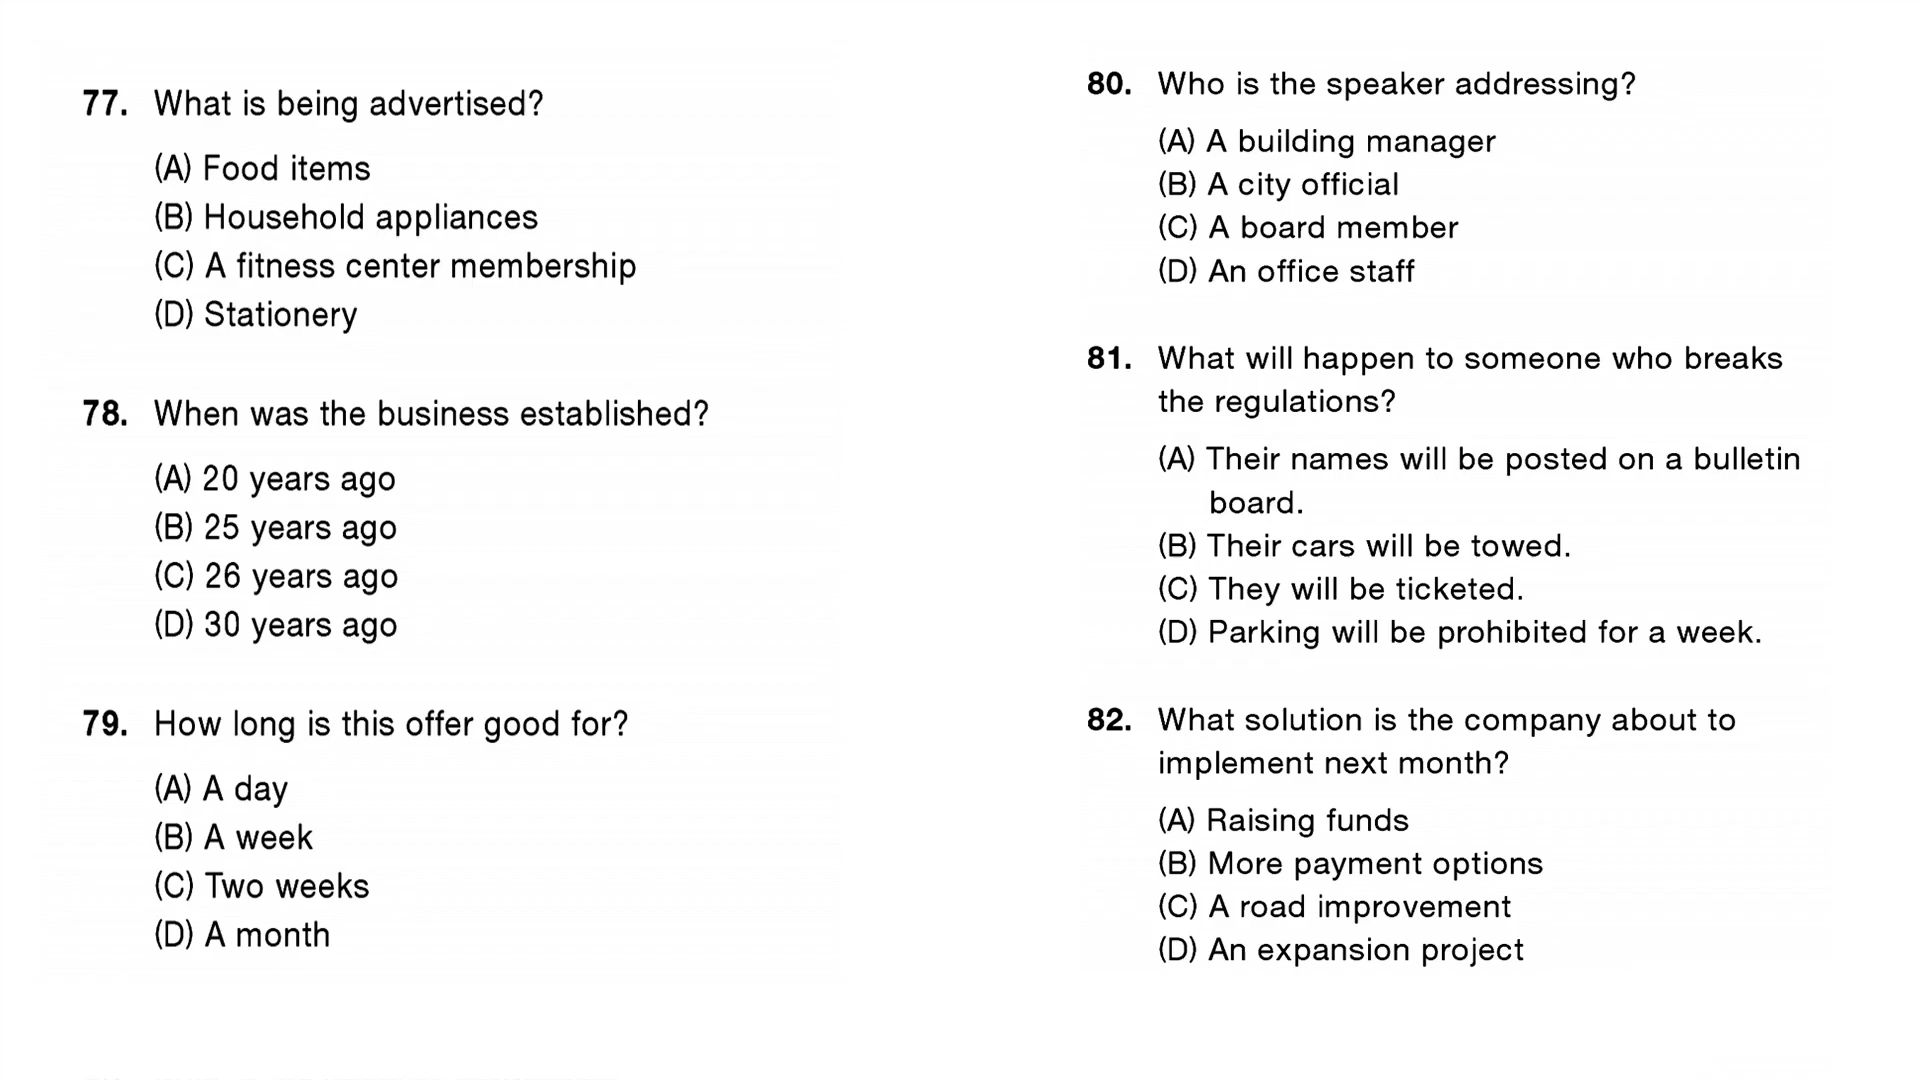 77. What is being advertised?
(A) Food items
(B) Household appliances
(C) A fitness center membership
(D) Stationery
78. When was the business established?
(A) 20 years ago
(B) 25 years ago
(C) 26 years ago
(D) 30 years ago
79. How long is this offer good for?
(A) A day
(B) A week
(C) Two weeks
(D) A month
80. Who is the speaker addressing?
(A) A building manager
(B) A city official
(C) A board member
(D) An office staff
81. What will happen to someone who breaks
the regulations?
(A) Their names will be posted on a bulletin
board.
(B) Their cars will be towed.
(C) They will be ticketed.
(D) Parking will be prohibited for a week.
82. What solution is the company about to
implement next month?
(A) Raising funds
(B) More payment options
(C) A road improvement
(D) An expansion project